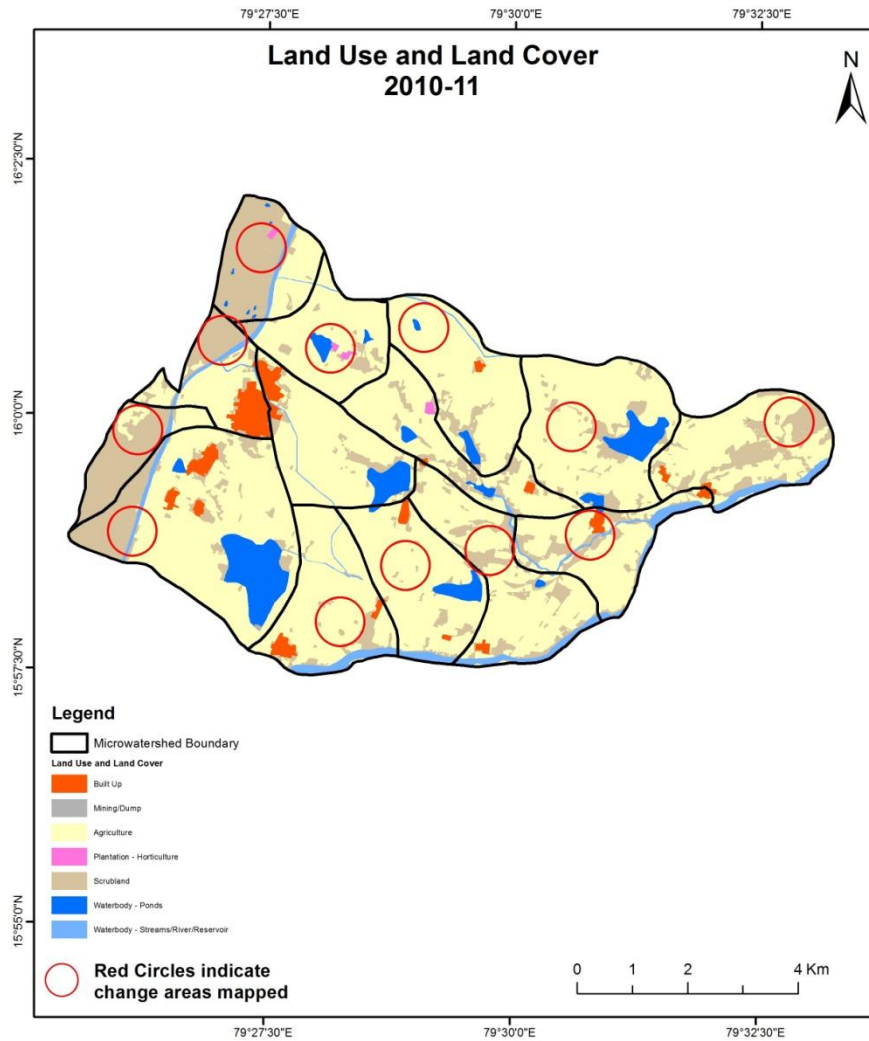 79°27'30"E 79°30'0"E 79°32'30"E
Land Use and Land Cover
2010-11
N
16°2'30"N
16°0'0"N
15°57'30"N
15°55'0"N
Legend
Microwatershed Boundary
Land Use and Land Cover
Built Up
Mining/Dump
Agriculture
Plantation - Horticulture
Scrubland
Waterbody - Ponds
Waterbody - Streams/River/Reservoir
Red Circles indicate
change areas mapped
0 1 2 4 Km
79°27'30"E 79°30'0"E 79°32'30"E